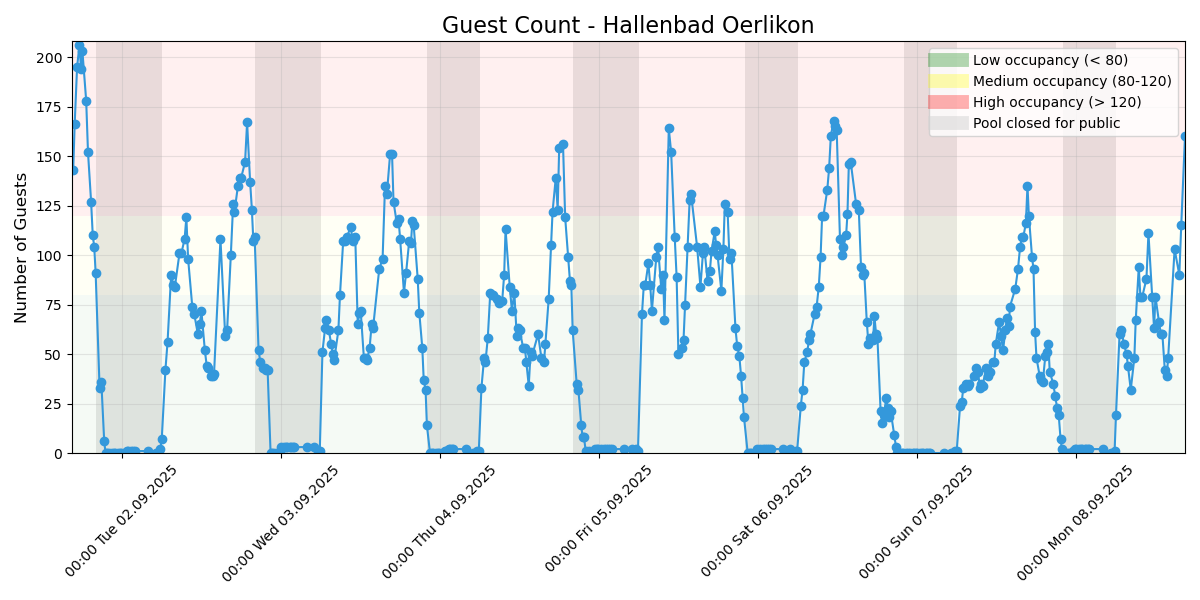 Guest Count - Hallenbad Oerlikon
Number of Guests
200
175
150
125
100
75
50
25
0
Low occupancy (< 80)
Medium occupancy (80-120)
High occupancy (> 120)
Pool closed for public
00:00 Tue 02.09.2025
00:00 Wed 03.09.2025
00:00 Thu 04.09.2025
00:00 Fri 05.09.2025
00:00 Sat 06.09.2025
00:00 Sun 07.09.2025
00:00 Mon 08.09.2025